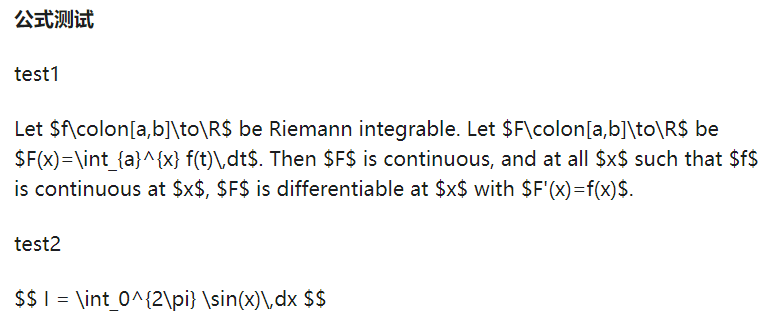 公式测试
test1
Let $f\colon[a,b]\to\R$ be Riemann integrable. Let $F\colon[a,b]\to\R$ be
$F(x)=\int_{a}^{x} f(t)\,dt$. Then $F$ is continuous, and at all $x$ such that $f$
is continuous at $x$, $F$ is differentiable at $x$ with $F'(x)=f(x)$.
test2
$$ I = \int_0^{2\pi} \sin(x)\,dx $$